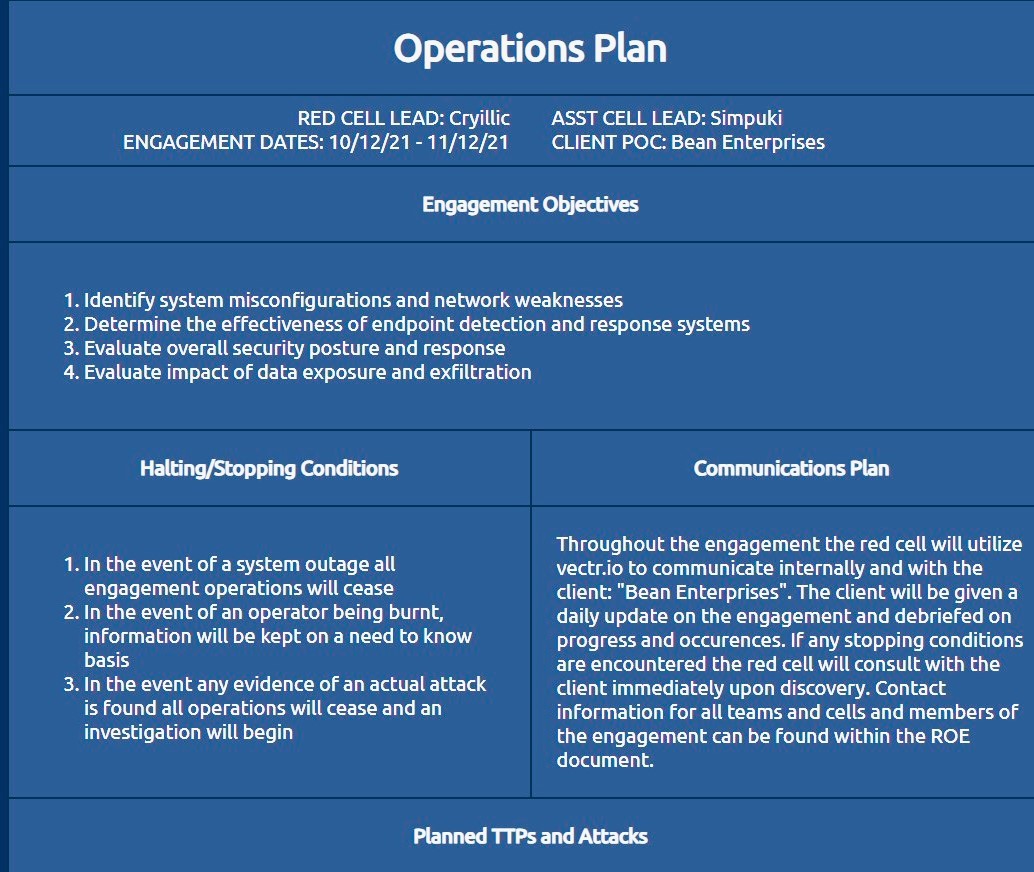 Operations Plan
RED CELL LEAD: Cryillic
ENGAGEMENT DATES: 10/12/21 - 11/12/21
ASST CELL LEAD: Simpuki
CLIENT POC: Bean Enterprises
Engagement Objectives
1. Identify system misconfigurations and network weaknesses
2. Determine the effectiveness of endpoint detection and response systems
3. Evaluate overall security posture and response
4. Evaluate impact of data exposure and exfiltration
Halting/Stopping Conditions
1. In the event of a system outage all
engagement operations will cease
2. In the event of an operator being burnt,
information will be kept on a need to know
basis
3. In the event any evidence of an actual attack
is found all operations will cease and an
investigation will begin
Communications Plan
Throughout the engagement the red cell will utilize
vectr.io to communicate internally and with the
client: "Bean Enterprises". The client will be given a
daily update on the engagement and debriefed on
progress and occurences. If any stopping conditions
are encountered the red cell will consult with the
client immediately upon discovery. Contact
information for all teams and cells and members of
the engagement can be found within the ROE
document.
Planned TTPs and Attacks